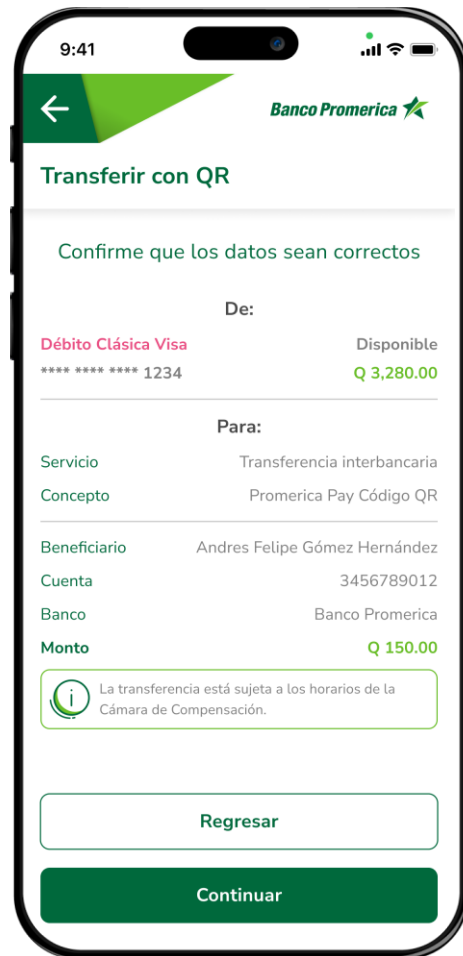 9:41
Banco Promerica
Transferir con QR
Confirme que los datos sean correctos
De:
Débito Clásica Visa Disponible
**** **** **** 1234 Q 3,280.00
Para:
Servicio Transferencia interbancaria
Concepto Promerica Pay Código QR
Beneficiario Andres Felipe Gómez Hernández
Cuenta 3456789012
Banco Banco Promerica
Monto Q 150.00
La transferencia está sujeta a los horarios de la
Cámara de Compensación.
Regresar
Continuar